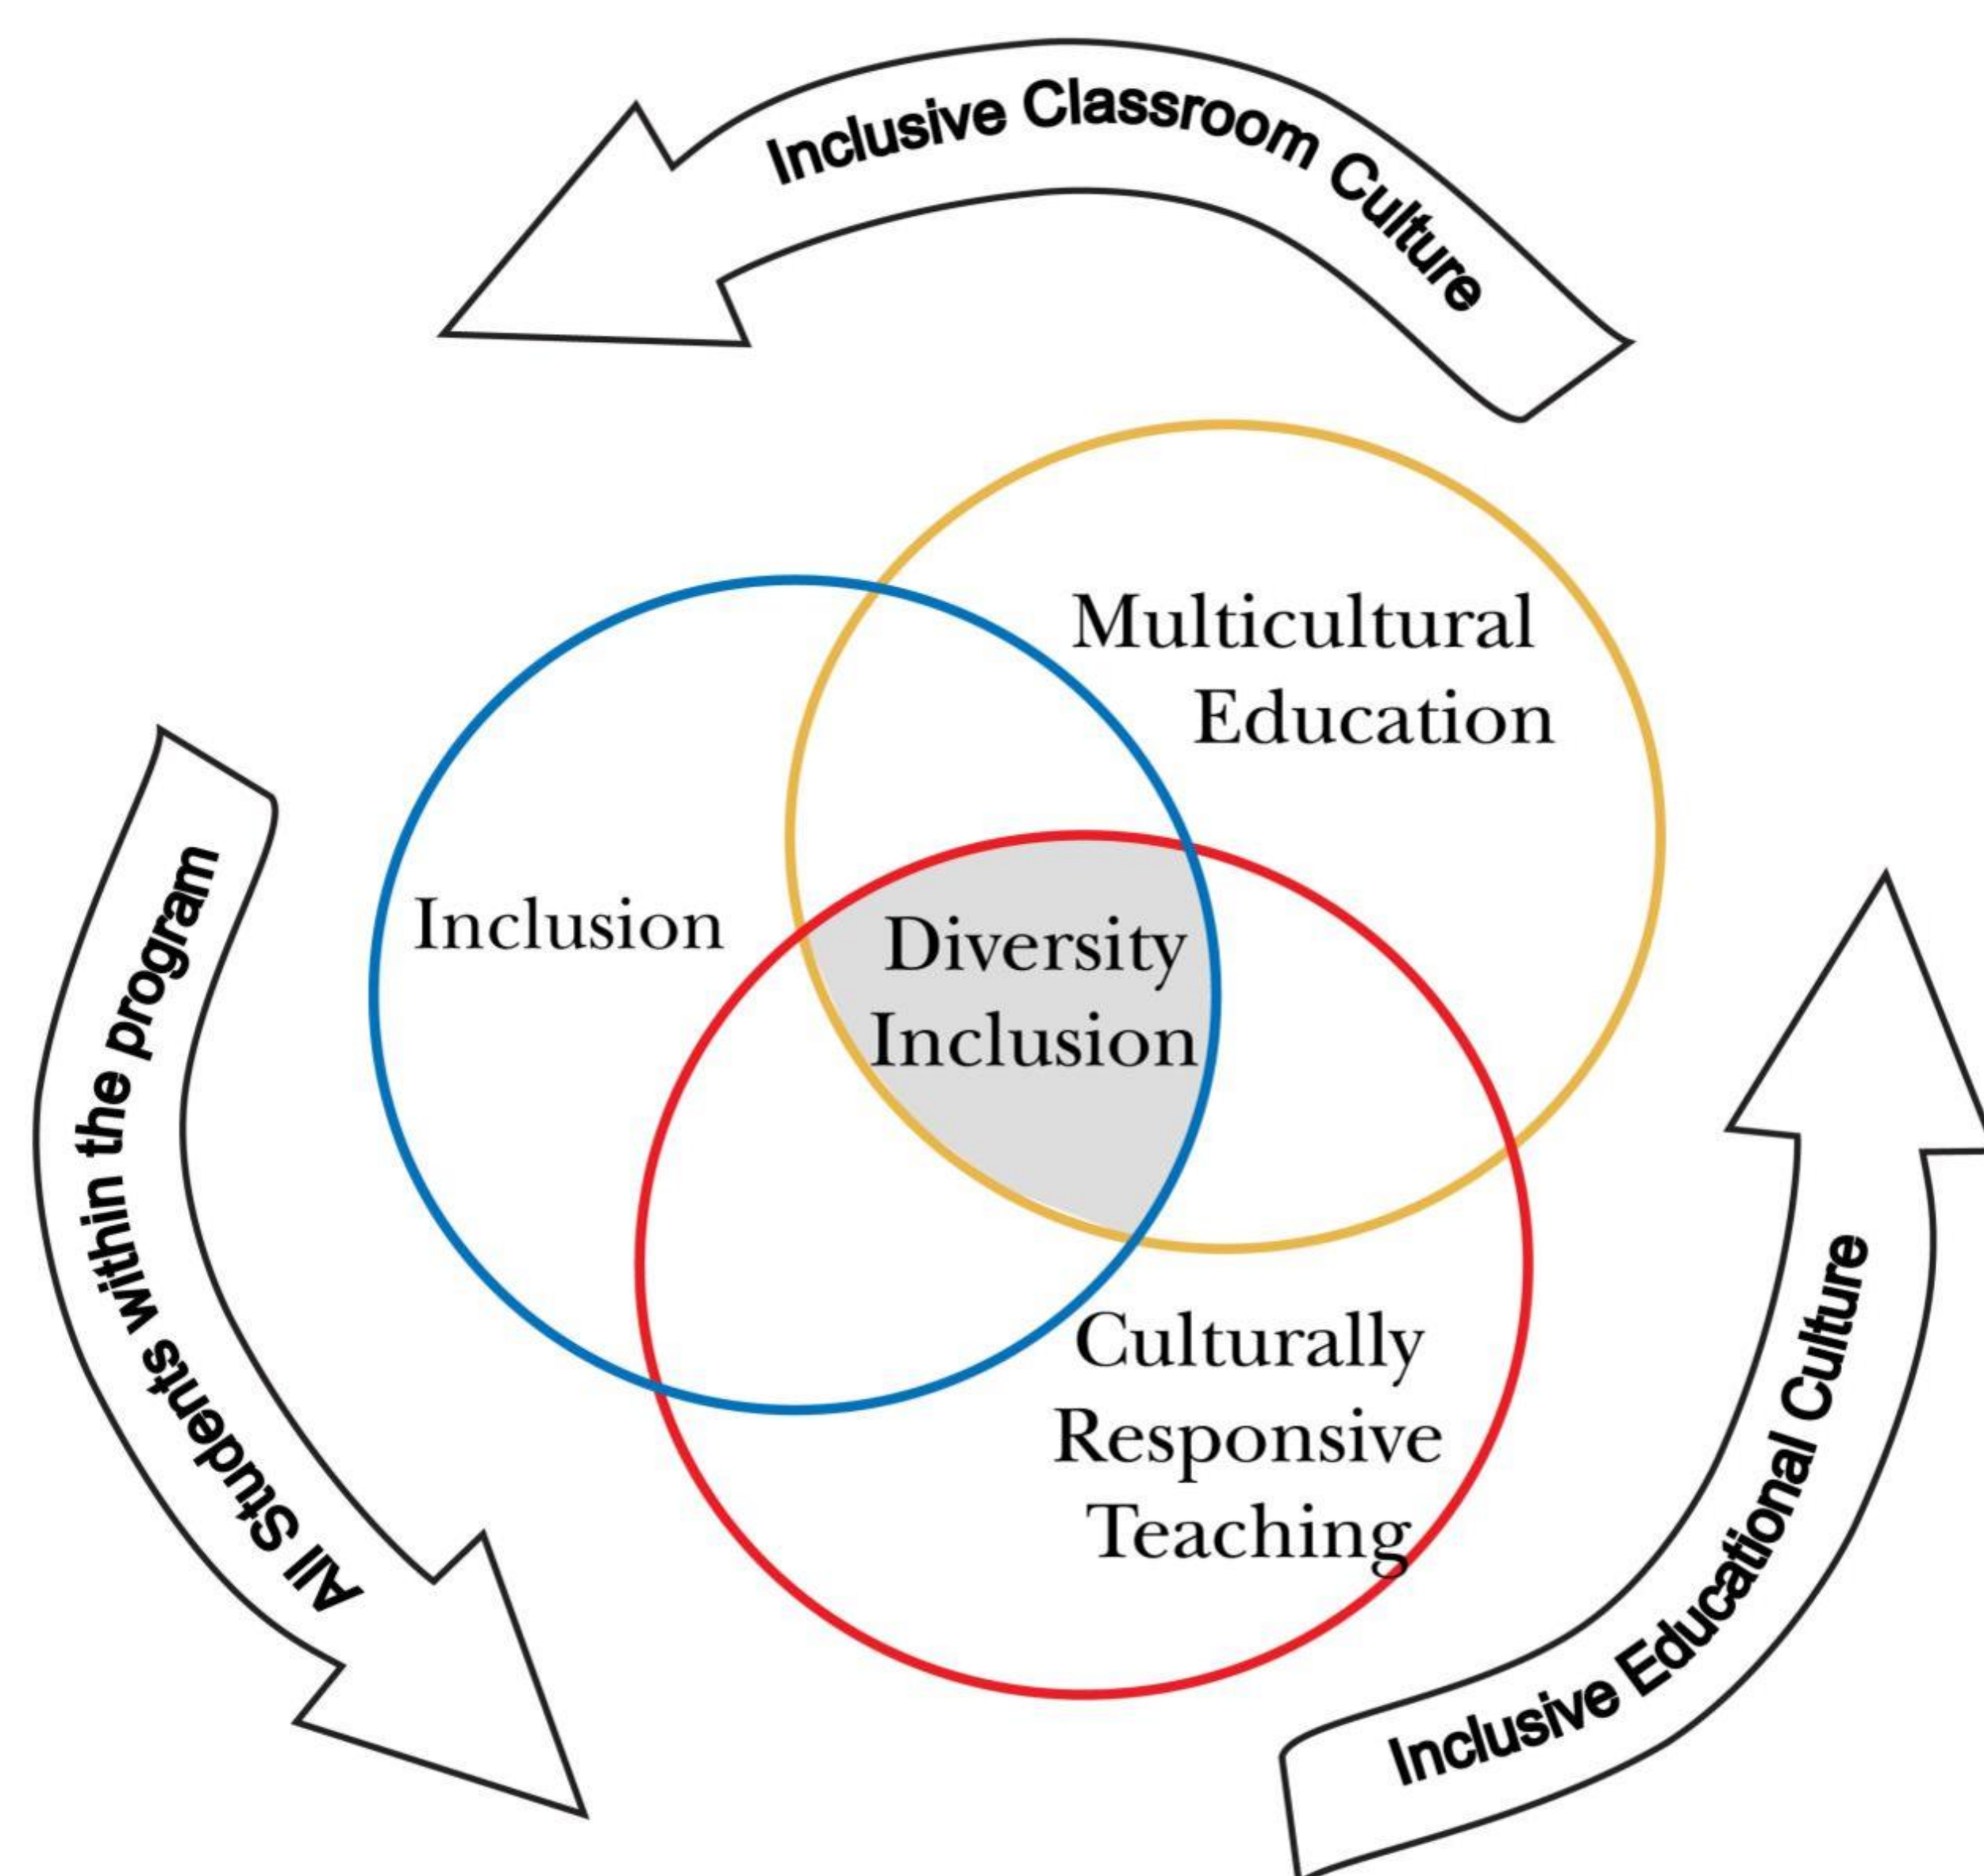 Inclusive Classroom Culture
Multicultural
Education
Inclusion
Diversity
Inclusion
Culturally
Responsive
Teaching
All Students within the program
Inclusive Educational Culture